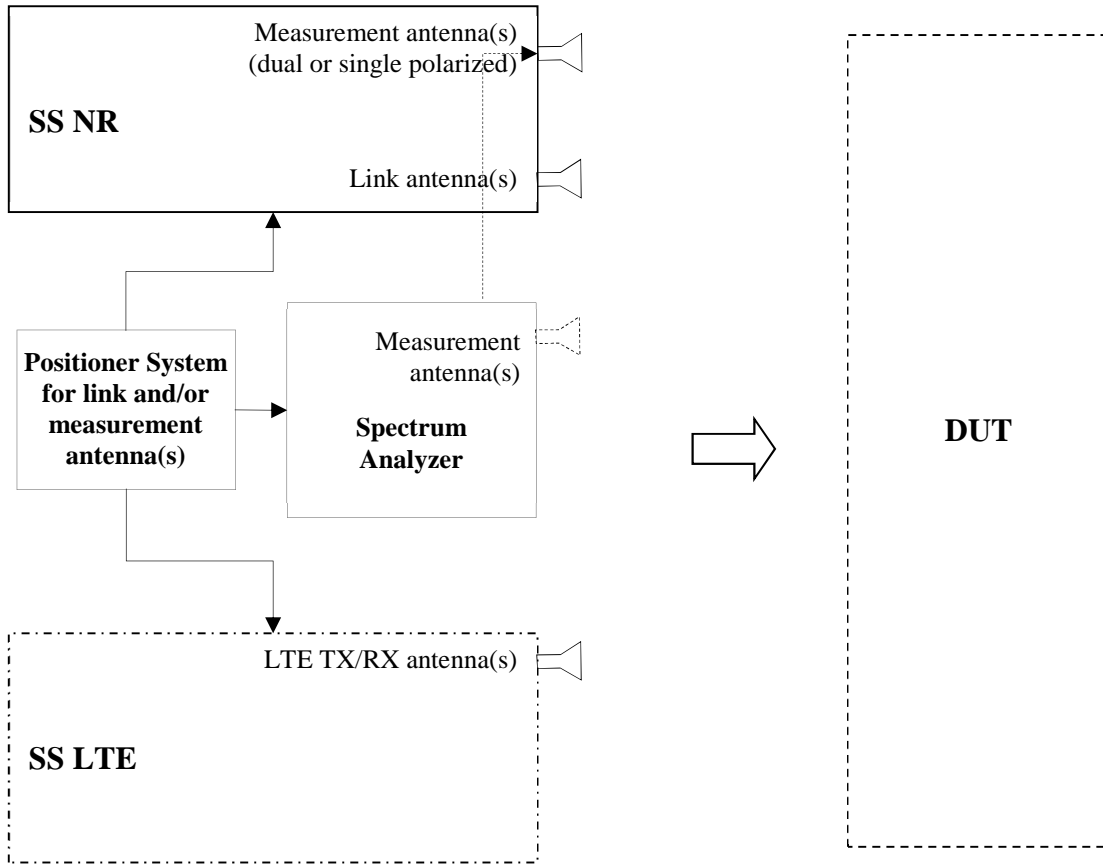 Measurement antenna(s)
(dual or single polarized)
SS NR
Link antenna(s)
Positioner System
for link and/or
measurement
antenna(s)
Measurement
antenna(s)
Spectrum
Analyzer
DUT
LTE TX/RX antenna(s)
SS LTE